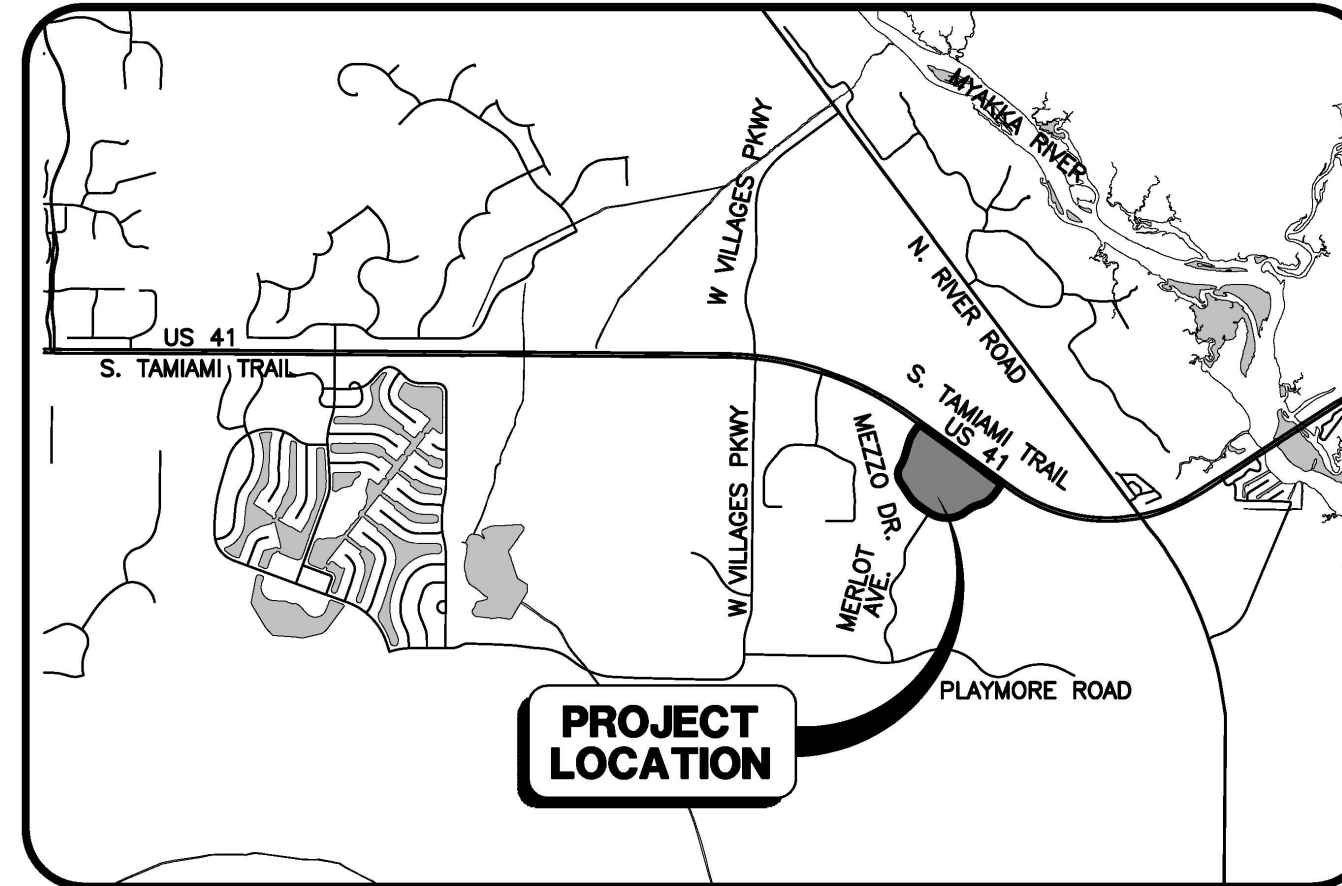 MYAKKA RIVER
W VILLAGES PKWY
N. RIVER ROAD
US 41
S. TAMIAMI TRAIL
S. TAMIAMI TRAIL
US 41
W VILLAGES PKWY
MEZZO DR.
MERLOT
AVE.
PLAYMORE ROAD
PROJECT
LOCATION